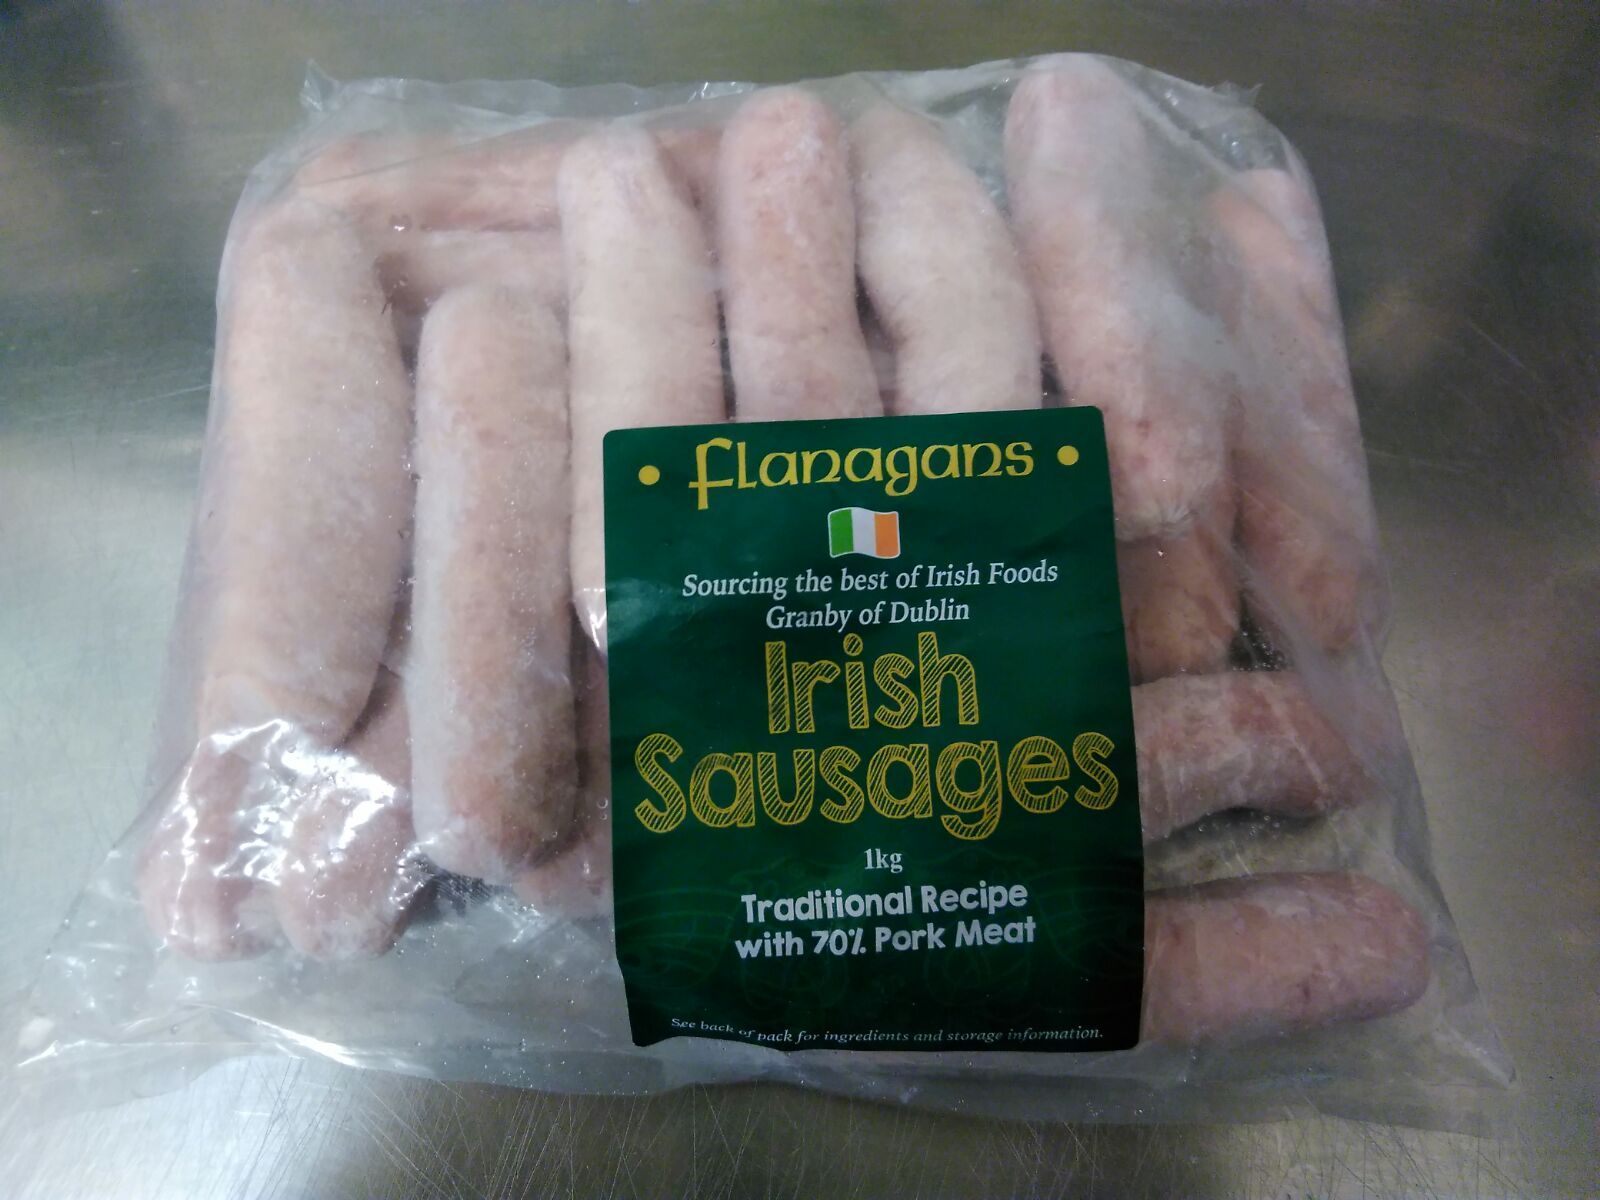 • Flanagans •
Sourcing the best of Irish Foods
Granby of Dublin
Irish
Sausages
1kg
Traditional Recipe
with 70% Pork Meat
See back of pack for ingredients and storage information.